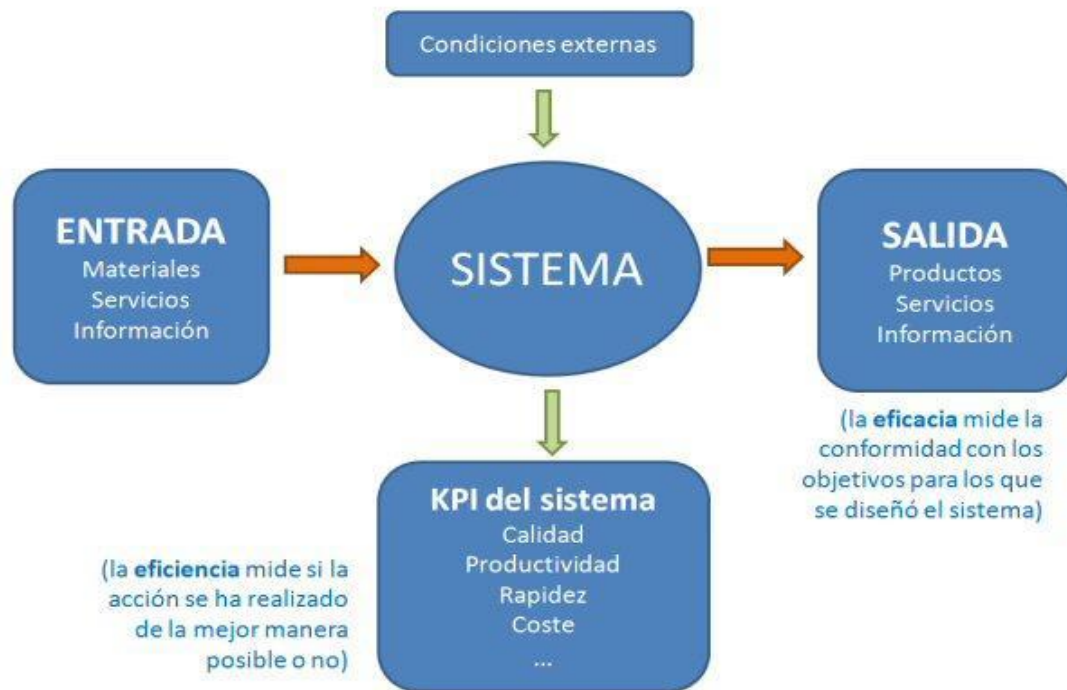 Condiciones externas
ENTRADA
Materiales
Servicios
Información
SISTEMA
SALIDA
Productos
Servicios
Información
(la eficacia mide la
conformidad con los
objetivos para los que
se diseñó el sistema)
KPI del sistema
Calidad
Productividad
Rapidez
Coste
...
(la eficiencia mide si la
acción se ha realizado
de la mejor manera
posible o no)